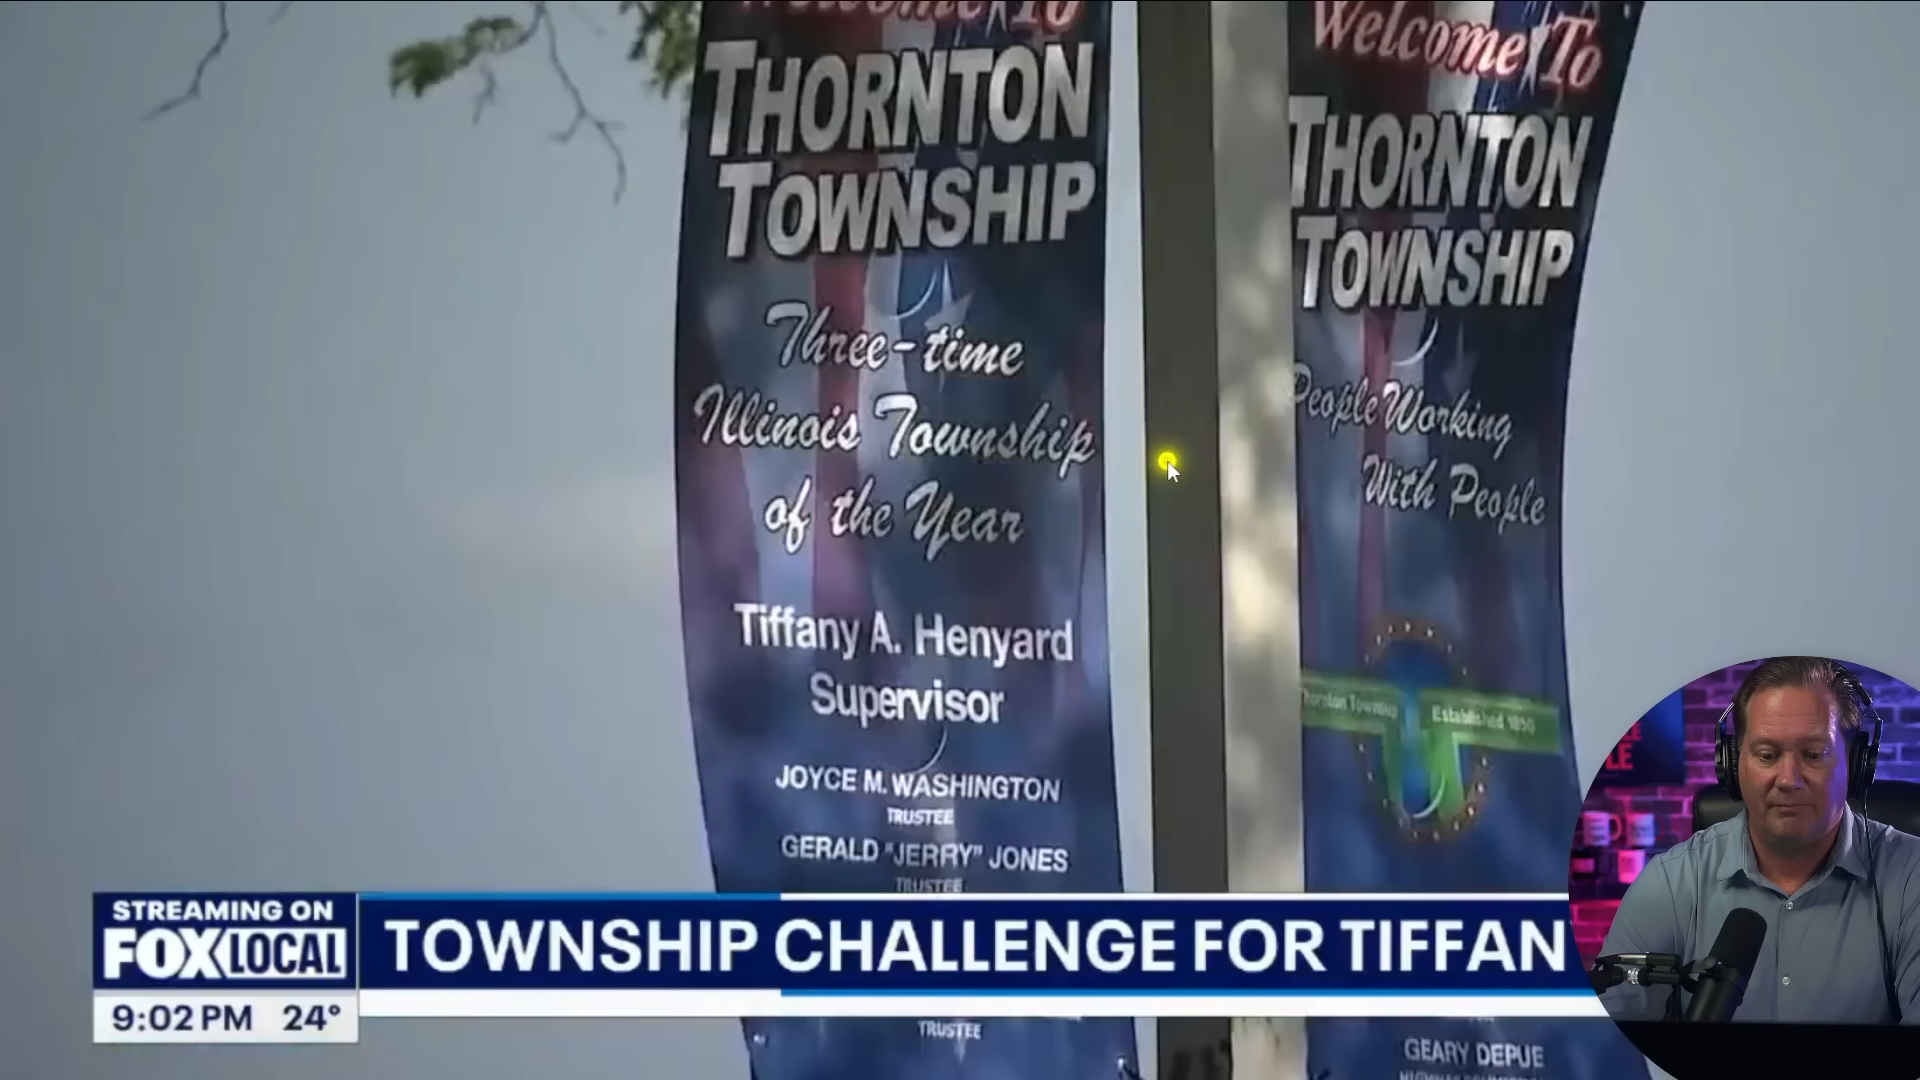 Welcome To
THORNTON
TOWNSHIP
Three-time
Illinois Township
of the Year
Tiffany A. Henyard
Supervisor
JOYCE M. WASHINGTON
TRUSTEE
GERALD "JERRY" JONES
TRUSTEE
TRUSTEE
Welcome To
THORNTON
TOWNSHIP
People Working
With People
Thornton Township
Established 1850
GEARY DEPUE
STREAMING ON
FOX LOCAL
9:02 PM 24°
TOWNSHIP CHALLENGE FOR TIFFAN